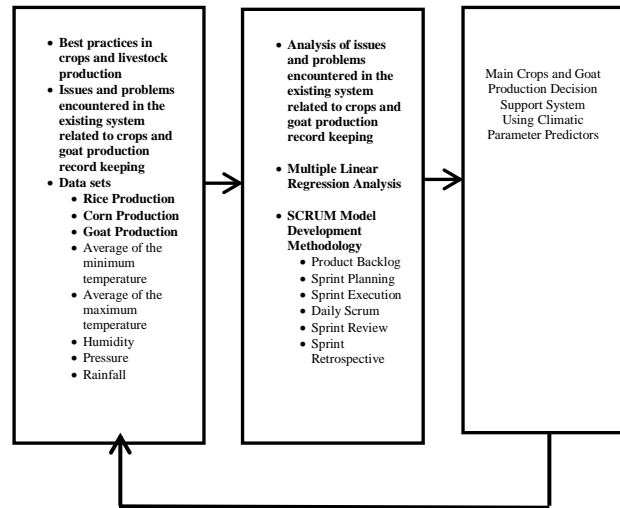 • Best practices in
crops and livestock
production
• Issues and problems
encountered in the
existing system
related to crops and
goat production
record keeping
• Data sets
• Rice Production
• Corn Production
• Goat Production
• Average of the
minimum
temperature
• Average of the
maximum
temperature
• Humidity
• Pressure
• Rainfall
• Analysis of issues
and problems
encountered in the
existing system
related to crops and
goat production
record keeping
• Multiple Linear
Regression Analysis
• SCRUM Model
Development
Methodology
• Product Backlog
• Sprint Planning
• Sprint Execution
• Daily Scrum
• Sprint Review
• Sprint
Retrospective
Main Crops and Goat
Production Decision
Support System
Using Climatic
Parameter Predictors